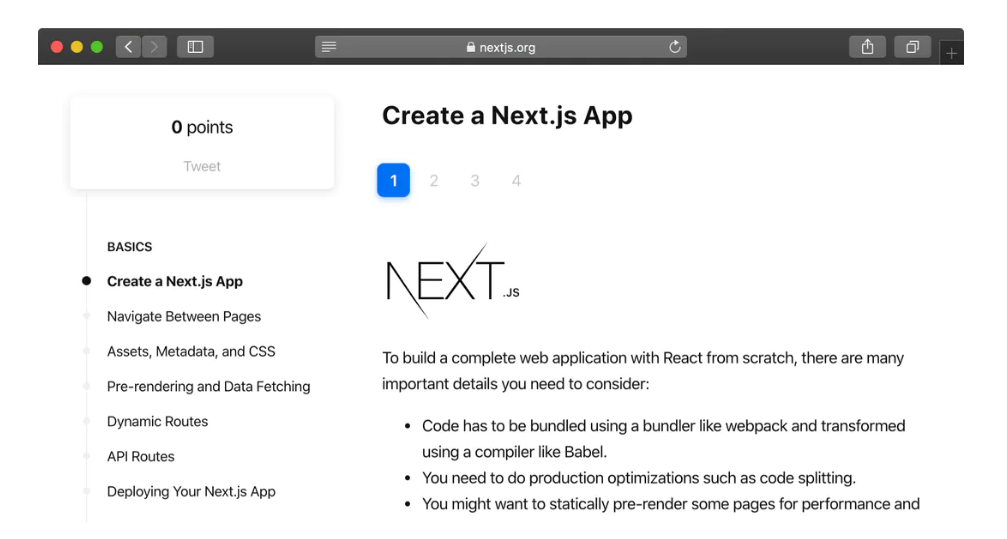 nextjs.org
0 points
Tweet
BASICS
Create a Next.js App
Navigate Between Pages
Assets, Metadata, and CSS
Pre-rendering and Data Fetching
Dynamic Routes
API Routes
Deploying Your Next.js App
Create a Next.js App
1 2 3 4
NEXT.JS
To build a complete web application with React from scratch, there are many
important details you need to consider:
• Code has to be bundled using a bundler like webpack and transformed
using a compiler like Babel.
• You need to do production optimizations such as code splitting.
• You might want to statically pre-render some pages for performance and